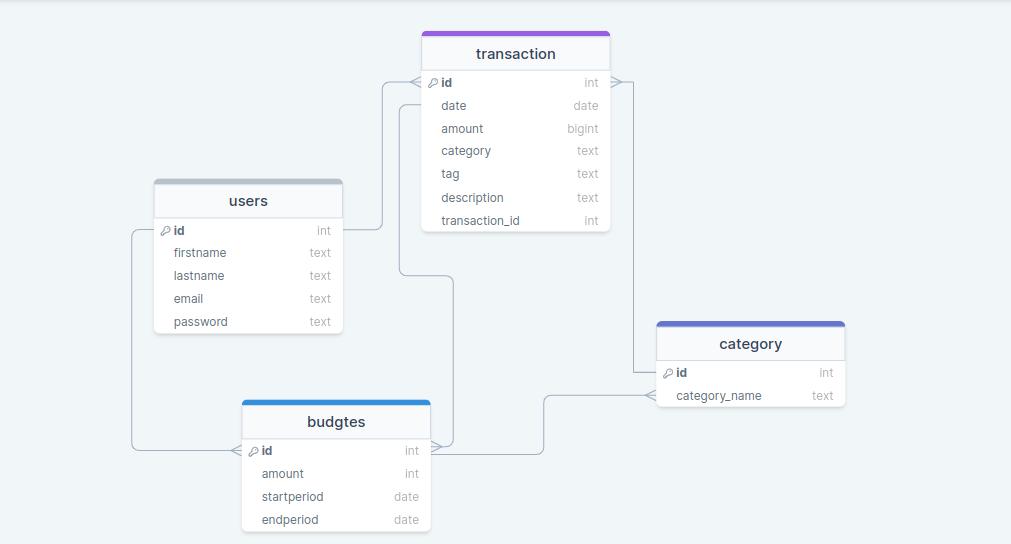 transaction
id int
date date
amount bigint
category text
tag text
description text
transaction_id int
users
id int
firstname text
lastname text
email text
password text
category
id int
category_name text
budgtes
id int
amount int
startperiod date
endperiod date